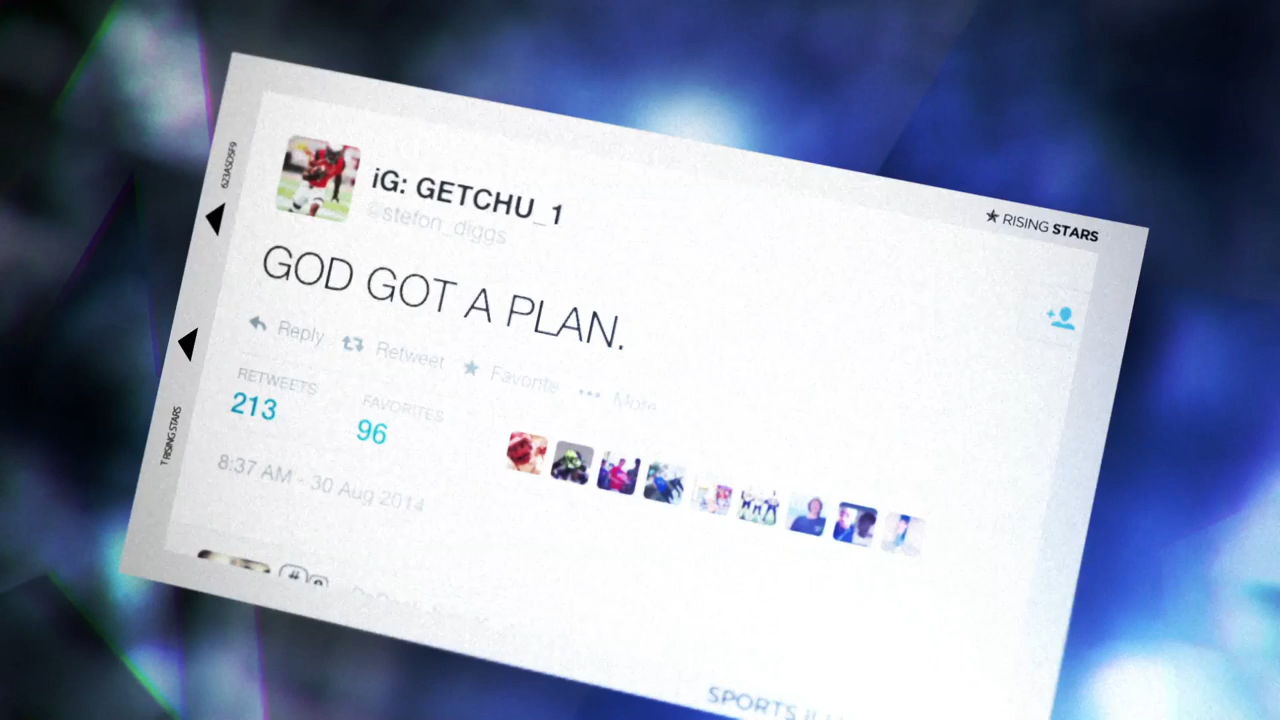 iG: GETCHU_1
@stefon_diggs
GOD GOT A PLAN.
Reply Retweet Favorite More
RETWEETS FAVORITES
213 96
8:37 AM - 30 Aug 2014
RISING STARS
T RISING STARS
SPORTS